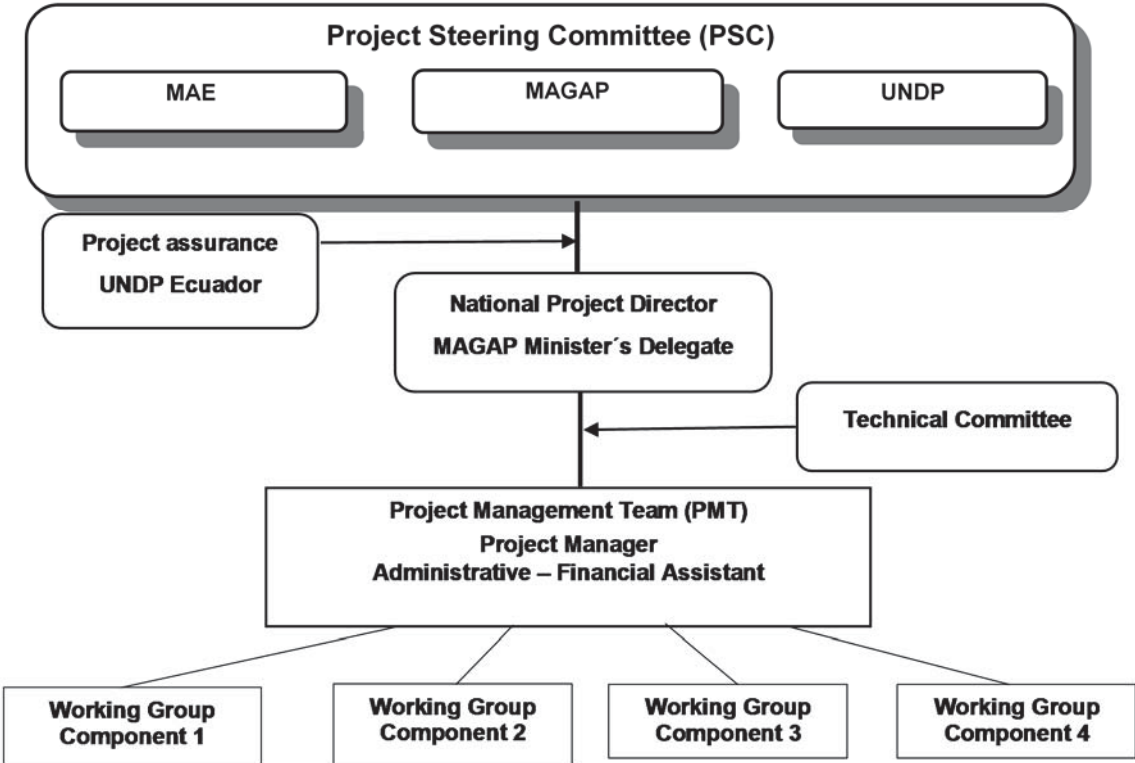 Project Steering Committee (PSC)
MAE
MAGAP
UNDP
Project assurance
UNDP Ecuador
National Project Director
MAGAP Minister´s Delegate
Technical Committee
Project Management Team (PMT)
Project Manager
Administrative – Financial Assistant
Working Group
Component 1
Working Group
Component 2
Working Group
Component 3
Working Group
Component 4